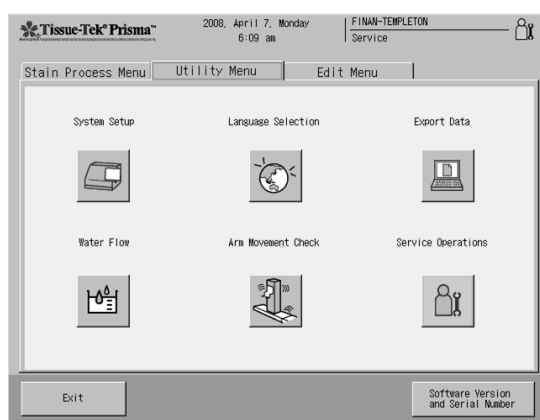 Tissue-Tek® Prisma™
2008, April 7, Monday
6:09 am
FINAN-TEMPLETON
Service
Stain Process Menu
Utility Menu
Edit Menu
System Setup
Language Selection
Export Data
Water Flow
Arm Movement Check
Service Operations
Exit
Software Version
and Serial Number